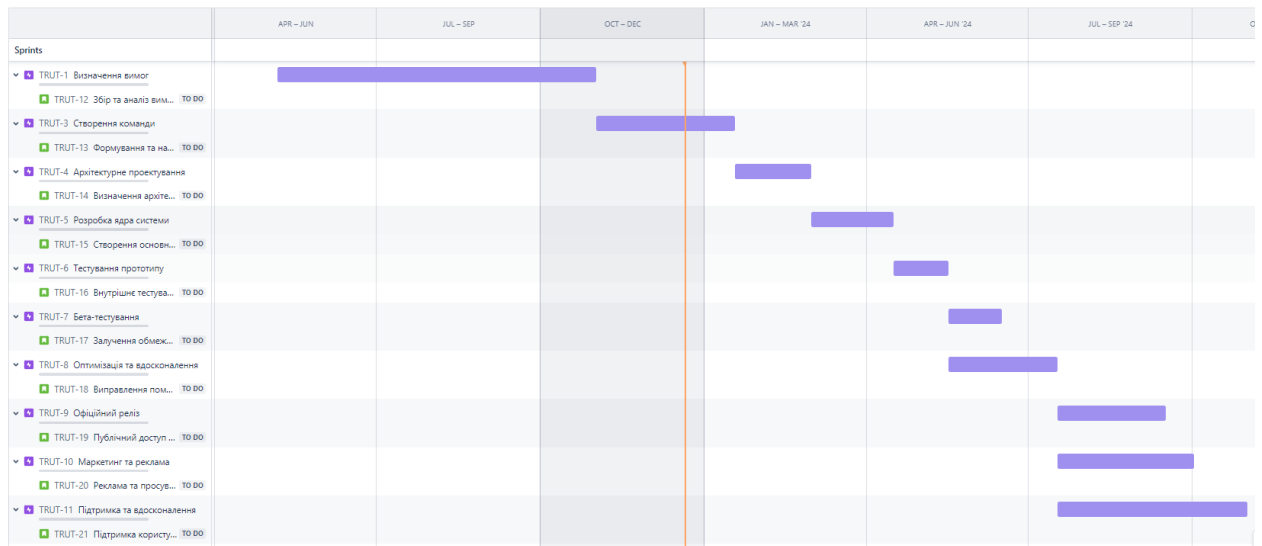 APR – JUN JUL – SEP OCT – DEC JAN – MAR '24 APR – JUN '24 JUL – SEP '24 O
Sprints
TRUT-1 Визначення вимог
TRUT-12 Збір та аналіз вим... TO DO
TRUT-3 Створення команди
TRUT-13 Формування та на... TO DO
TRUT-4 Архітектурне проектування
TRUT-14 Визначення архіте... TO DO
TRUT-5 Розробка ядра системи
TRUT-15 Створення основн... TO DO
TRUT-6 Тестування прототипу
TRUT-16 Внутрішнє тестува... TO DO
TRUT-7 Бета-тестування
TRUT-17 Залучення обмеж... TO DO
TRUT-8 Оптимізація та вдосконалення
TRUT-18 Виправлення пом... TO DO
TRUT-9 Офіційний реліз
TRUT-19 Публічний доступ ... TO DO
TRUT-10 Маркетинг та реклама
TRUT-20 Реклама та просув... TO DO
TRUT-11 Підтримка та вдосконалення
TRUT-21 Підтримка користу... TO DO